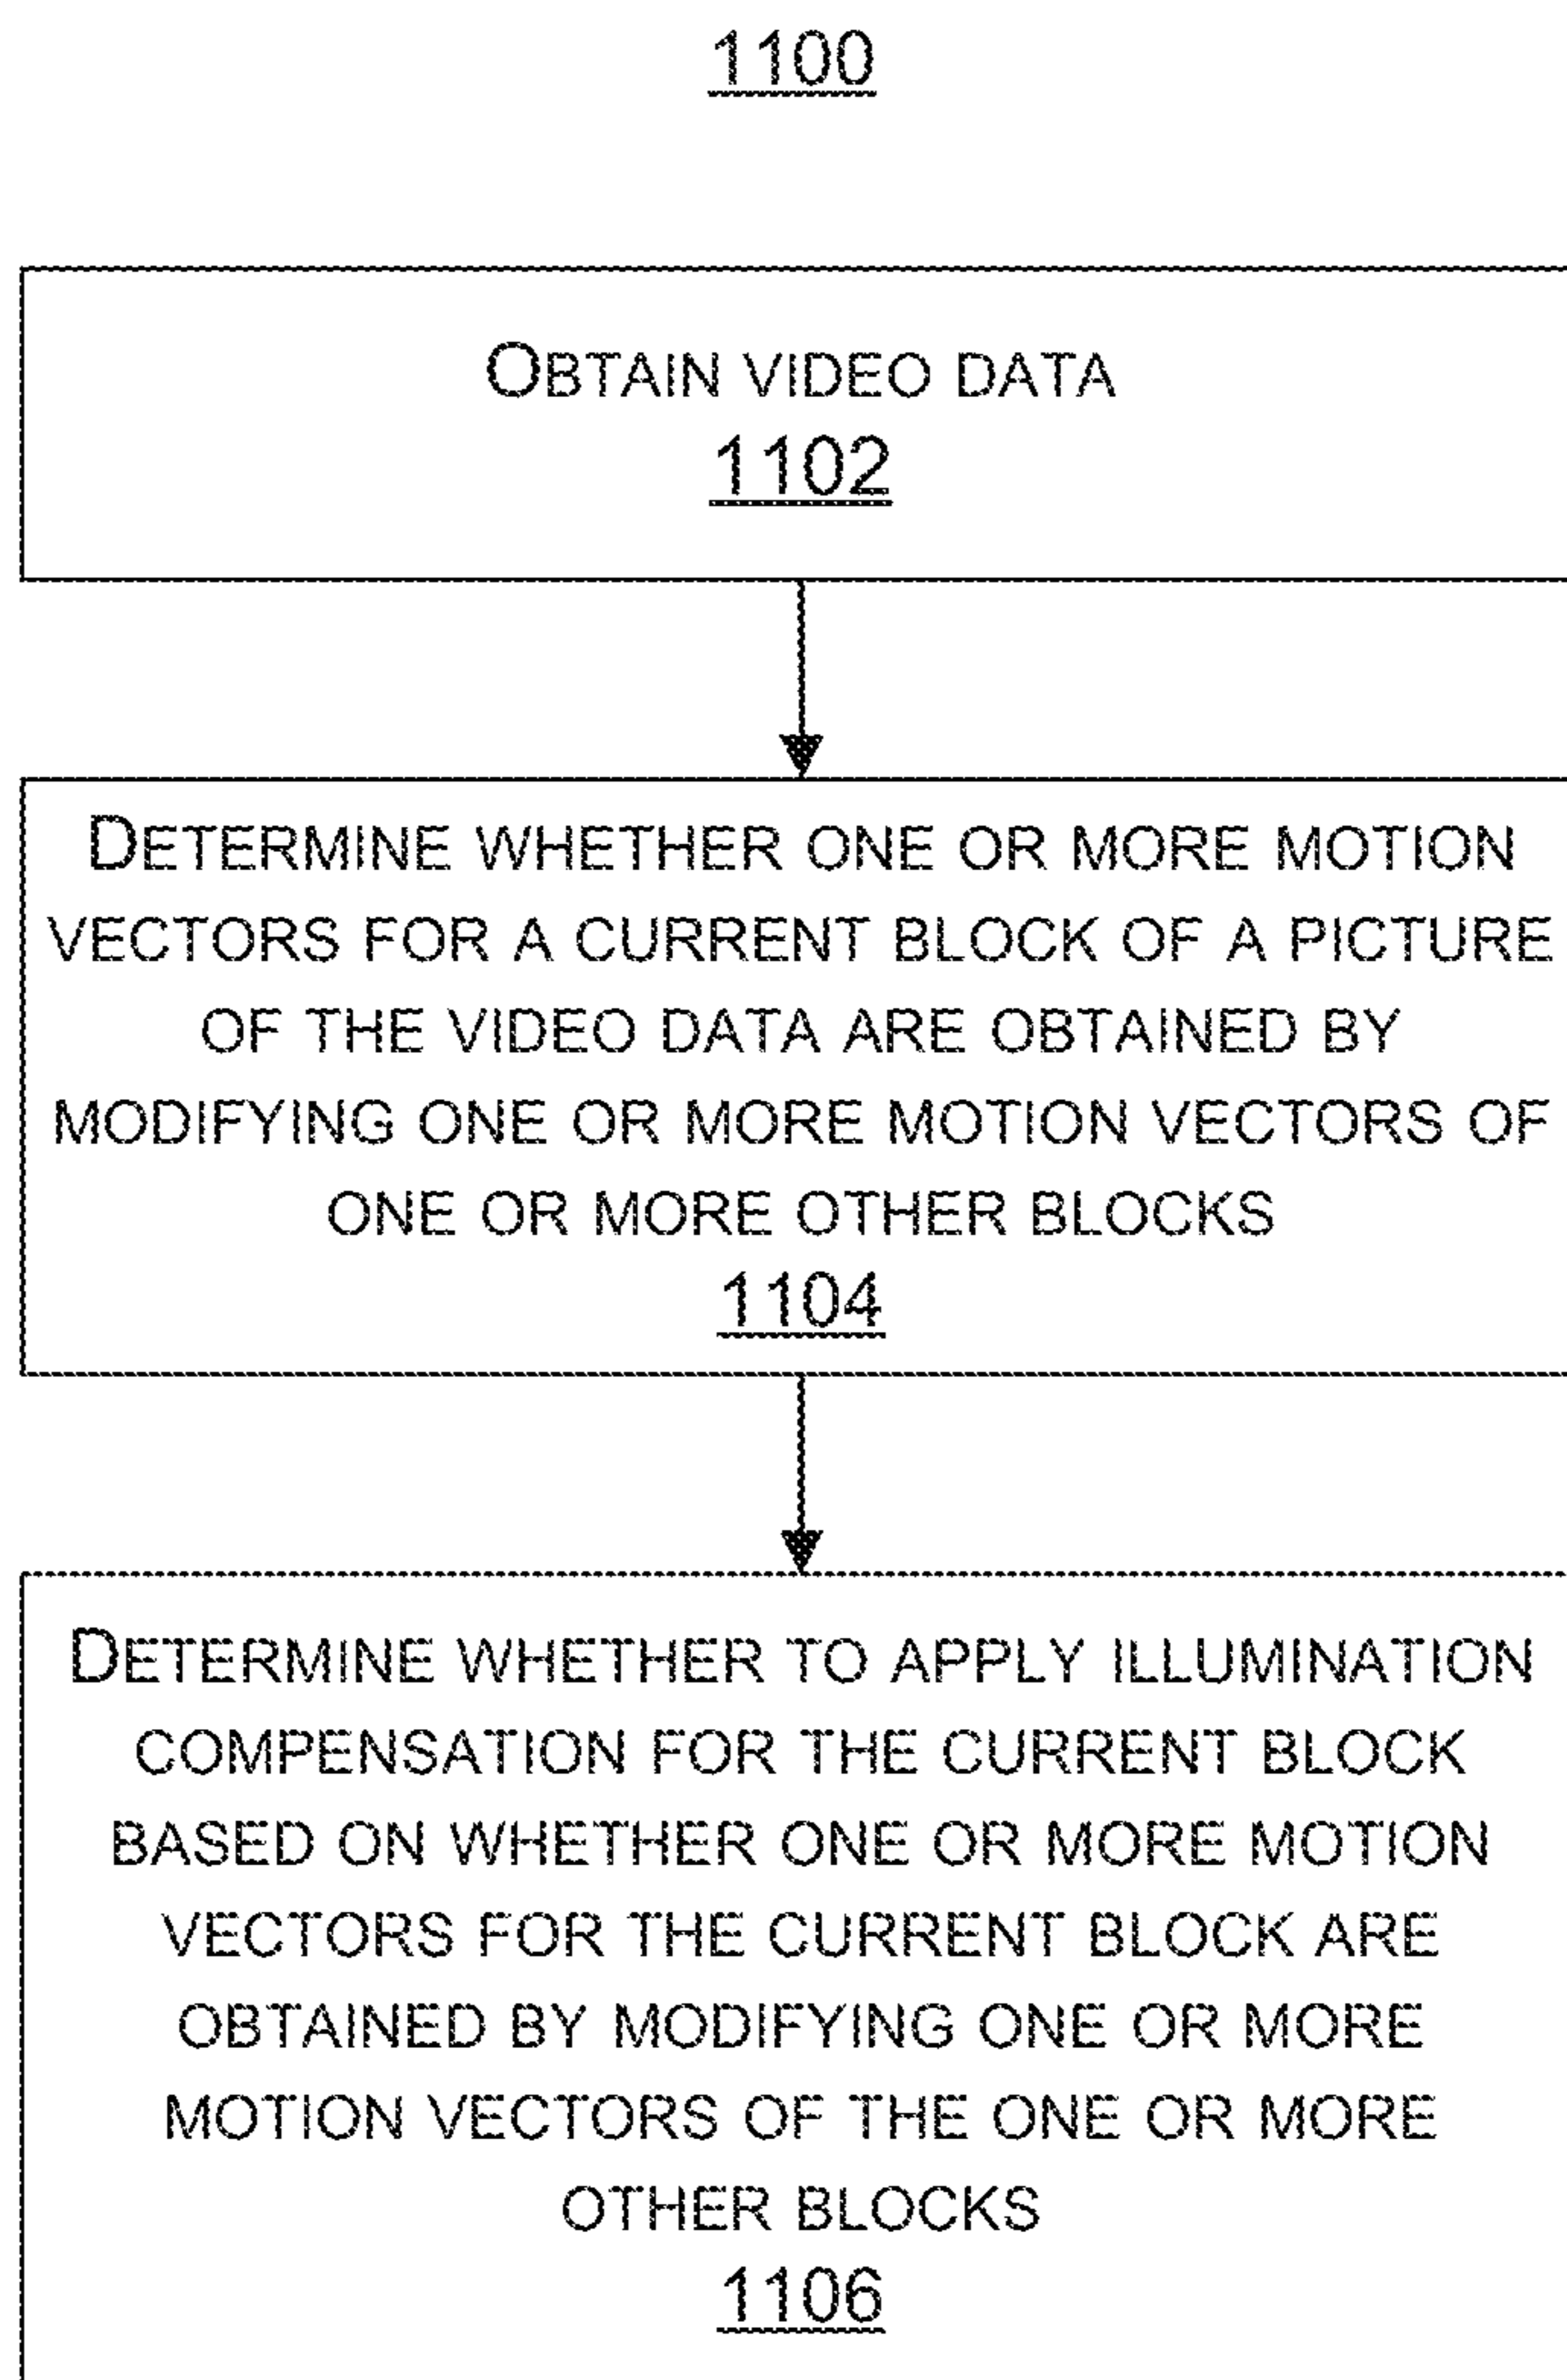 1100
OBTAIN VIDEO DATA
1102
DETERMINE WHETHER ONE OR MORE MOTION
VECTORS FOR A CURRENT BLOCK OF A PICTURE
OF THE VIDEO DATA ARE OBTAINED BY
MODIFYING ONE OR MORE MOTION VECTORS OF
ONE OR MORE OTHER BLOCKS
1104
DETERMINE WHETHER TO APPLY ILLUMINATION
COMPENSATION FOR THE CURRENT BLOCK
BASED ON WHETHER ONE OR MORE MOTION
VECTORS FOR THE CURRENT BLOCK ARE
OBTAINED BY MODIFYING ONE OR MORE
MOTION VECTORS OF THE ONE OR MORE
OTHER BLOCKS
1106